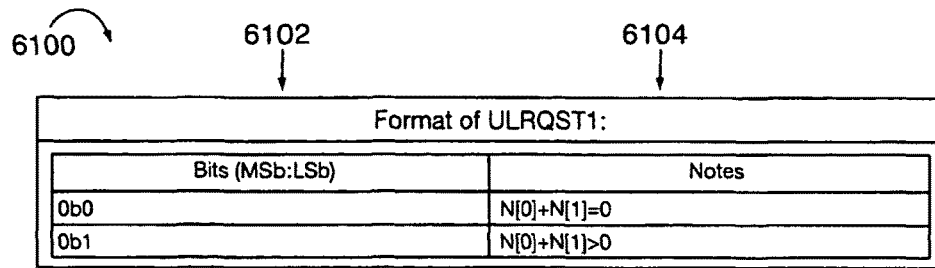 6100 6102 6104
Format of ULRQST1:
Bits (MSb:LSb) Notes
0b0 N[0]+N[1]=0
0b1 N[0]+N[1]>0